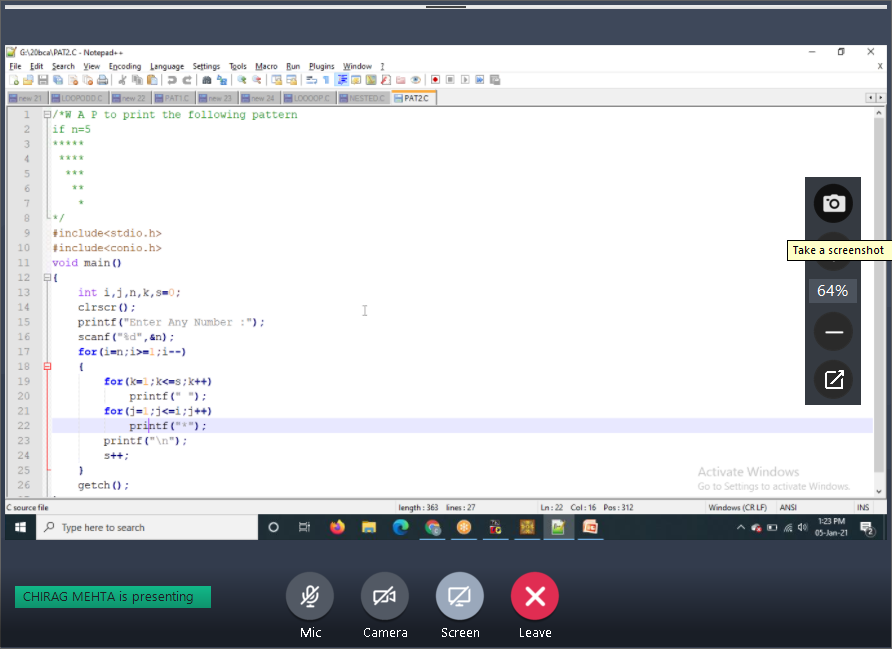 G:\20bca\PAT2.C - Notepad++
File Edit Search View Encoding Language Settings Tools Macro Run Plugins Window ?
X
new 21 LOOPODD.C new 22 PAT1.C new 23 new 24 LOOOOP.C NESTED.C PAT2.C
1 /*W A P to print the following pattern
2 if n=5
3 *****
4  ****
5   ***
6    **
7     *
8 */
9 #include<stdio.h>
10 #include<conio.h>
11 void main()
12 {
13     int i,j,n,k,s=0;
14     clrscr();
15     printf("Enter Any Number :");
16     scanf("%d",&n);
17     for(i=n;i>=1;i--)
18     {
19         for(k=1;k<=s;k++)
20             printf(" ");
21         for(j=1;j<=i;j++)
22             printf("*");
23         printf("\n");
24         s++;
25     }
26     getch();
Take a screenshot
64%
Activate Windows
Go to Settings to activate Windows.
C source file length : 363 lines : 27 Ln : 22 Col : 16 Pos : 312 Windows (CR LF) ANSI INS
Type here to search
1:23 PM
05-Jan-21
2
CHIRAG MEHTA is presenting
Mic Camera Screen Leave